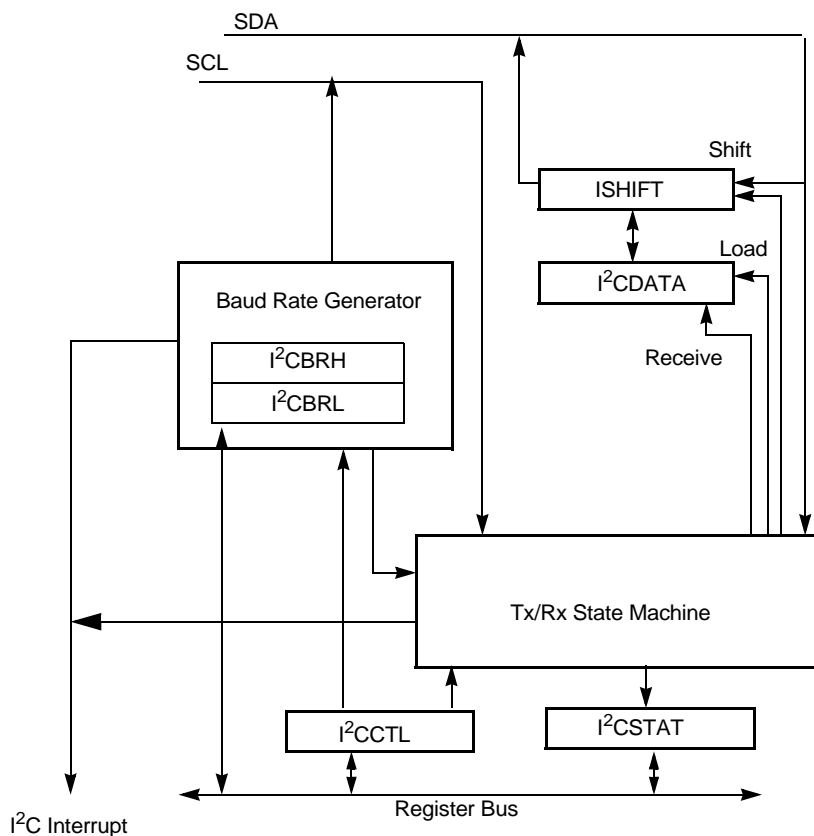 SDA
SCL
Shift
ISHIFT
Load
I²CDATA
Baud Rate Generator
Receive
I²CBRH
I²CBRL
Tx/Rx State Machine
I²CCTL
I²CSTAT
Register Bus
I²C Interrupt